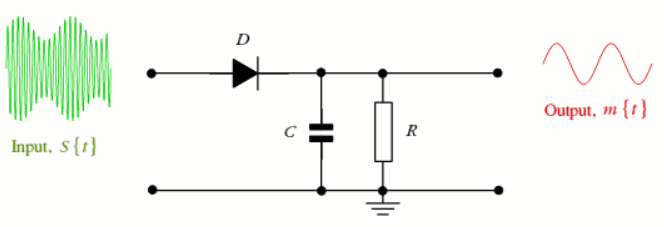 D
C
R
Input, S{t}
Output, m{t}